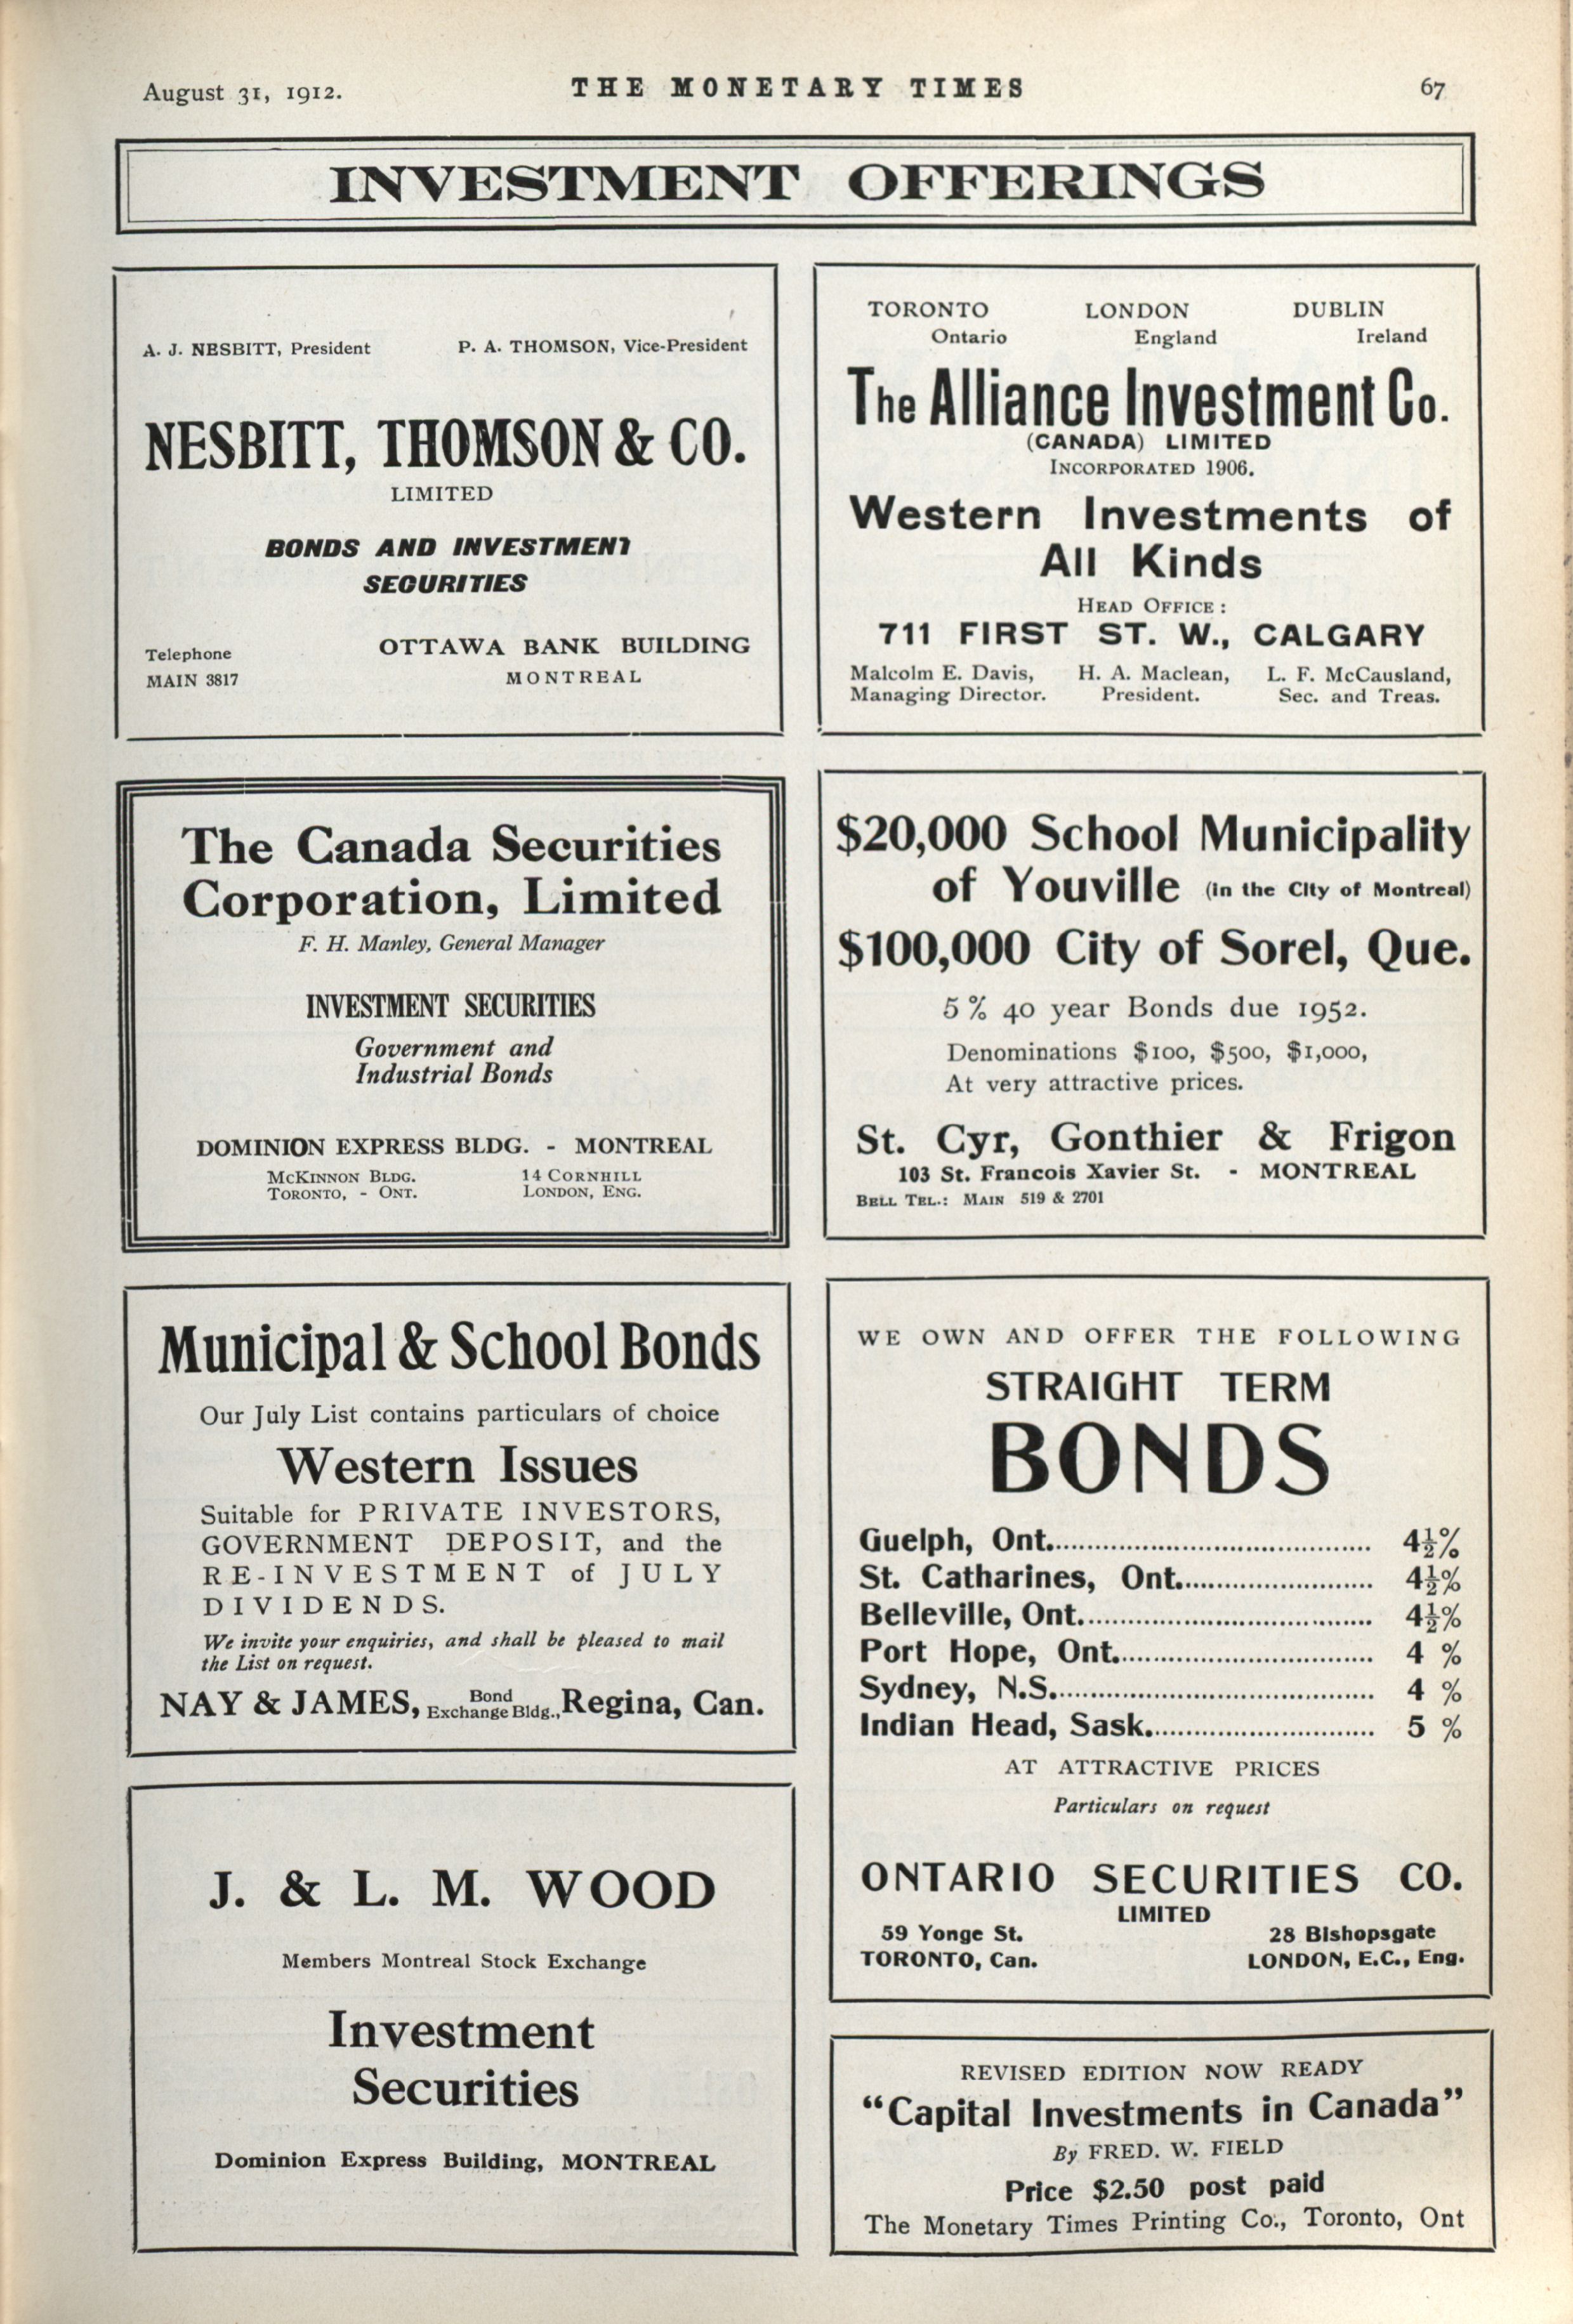 August 31, 1912.
THE MONETARY TIMES
67
INVESTMENT OFFERINGS
A. J. NESBITT, President
P. A. THOMSON, Vice-President
NESBITT, THOMSON & CO.
LIMITED
BONDS AND INVESTMENT
SECURITIES
Telephone
MAIN 3817
OTTAWA BANK BUILDING
MONTREAL
TORONTO
Ontario
LONDON
England
DUBLIN
Ireland
The Alliance Investment Co.
(CANADA) LIMITED
INCORPORATED 1906.
Western Investments of
All Kinds
HEAD OFFICE:
711 FIRST ST. W., CALGARY
Malcolm E. Davis,
Managing Director.
H. A. Maclean,
President.
L. F. McCausland,
Sec. and Treas.
The Canada Securities
Corporation, Limited
F. H. Manley, General Manager
INVESTMENT SECURITIES
Government and
Industrial Bonds
DOMINION EXPRESS BLDG. - MONTREAL
MCKINNON BLDG.
TORONTO, - ONT.
14 CORNHILL
LONDON, ENG.
$20,000 School Municipality
of Youville (in the City of Montreal)
$100,000 City of Sorel, Que.
5% 40 year Bonds due 1952.
Denominations $100, $500, $1,000,
At very attractive prices.
St. Cyr, Gonthier & Frigon
103 St. Francois Xavier St. - MONTREAL
BELL TEL.: MAIN 519 & 2701
Municipal & School Bonds
Our July List contains particulars of choice
Western Issues
Suitable for PRIVATE INVESTORS,
GOVERNMENT DEPOSIT, and the
RE-INVESTMENT of JULY
DIVIDENDS.
We invite your enquiries, and shall be pleased to mail
the List on request.
NAY & JAMES, Bond Exchange Bldg., Regina, Can.
WE OWN AND OFFER THE FOLLOWING
STRAIGHT TERM
BONDS
Guelph, Ont. 4½%
St. Catharines, Ont. 4½%
Belleville, Ont. 4½%
Port Hope, Ont. 4 %
Sydney, N.S. 4 %
Indian Head, Sask. 5 %
AT ATTRACTIVE PRICES
Particulars on request
ONTARIO SECURITIES CO.
LIMITED
59 Yonge St.
TORONTO, Can.
28 Bishopsgate
LONDON, E.C., Eng.
J. & L. M. WOOD
Members Montreal Stock Exchange
Investment
Securities
Dominion Express Building, MONTREAL
REVISED EDITION NOW READY
“Capital Investments in Canada”
By FRED. W. FIELD
Price $2.50 post paid
The Monetary Times Printing Co., Toronto, Ont